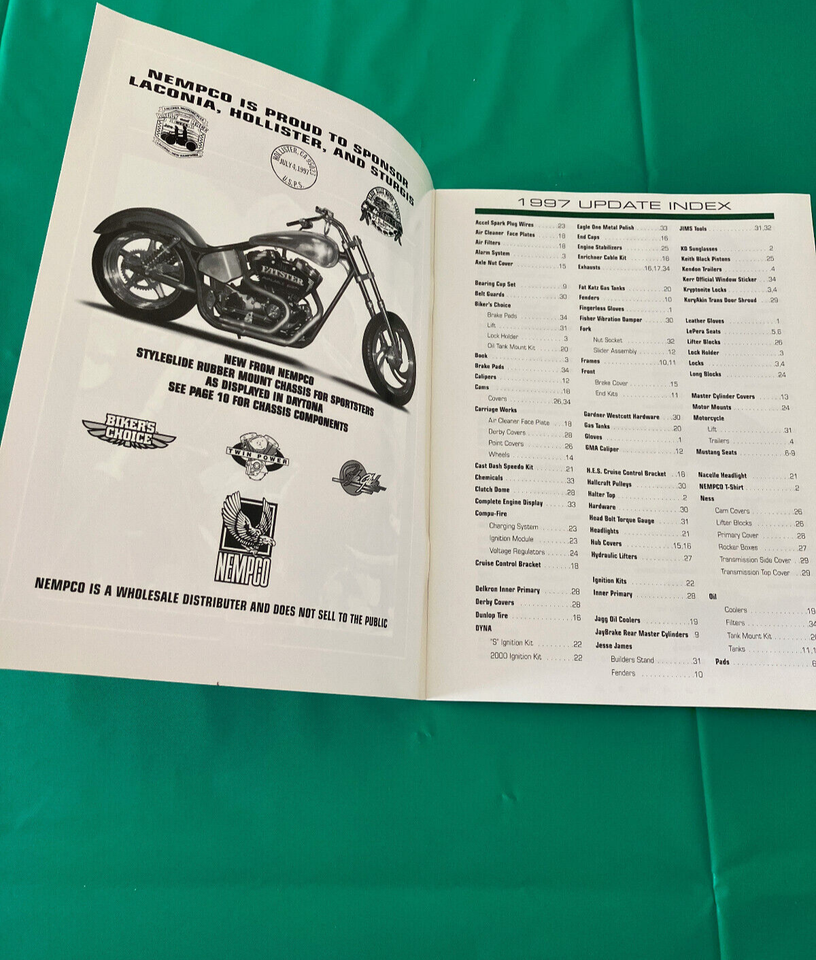 NEMPCO IS PROUD TO SPONSOR
LACONIA, HOLLISTER, AND STURGIS
HOLLISTER, CA
JULY 4, 1997
U.S.P.S.
FATSTER
NEW FROM NEMPCO
STYLEGLIDE RUBBER MOUNT CHASSIS FOR SPORTSTERS
AS DISPLAYED IN DAYTONA
SEE PAGE 10 FOR CHASSIS COMPONENTS
BIKER'S
CHOICE
TWIN POWER
NEMPCO
NEMPCO IS A WHOLESALE DISTRIBUTER AND DOES NOT SELL TO THE PUBLIC
1997 UPDATE INDEX
Accel Spark Plug Wires 23
Air Cleaner Face Plates 18
Air Filters 18
Alarm System 3
Axle Nut Cover 15
Bearing Cup Set 9
Belt Guards 30
Biker's Choice
Brake Pads 34
Lift 31
Lock Holder 3
Oil Tank Mount Kit 20
Book 3
Brake Pads 34
Calipers 12
Cams 18
Covers 26,34
Carriage Works
Air Cleaner Face Plate 18
Derby Covers 28
Point Covers 26
Wheels 14
Cast Dash Speedo Kit 21
Chemicals 33
Clutch Dome 28
Complete Engine Display 33
Compu-Fire
Charging System 23
Ignition Module 23
Voltage Regulators 24
Cruise Control Bracket 18
Delkron Inner Primary 28
Derby Covers 28
Dunlop Tire 16
DYNA
"S" Ignition Kit 22
2000 Ignition Kit 22
Eagle One Metal Polish 33
End Caps 16
Engine Stabilizers 25
Enrichner Cable Kit 16
Exhausts 16,17,34
Fat Katz Gas Tanks 20
Fenders 10
Fingerless Gloves 1
Fisher Vibration Damper 30
Fork
Nut Socket 32
Slider Assembly 12
Frames 10,11
Front
Brake Cover 15
End Kits 11
Gardner Westcott Hardware 30
Gas Tanks 20
Gloves 1
GMA Caliper 12
H.E.S. Cruise Control Bracket 18
Hallcroft Pulleys 30
Halter Top 2
Hardware 30
Head Bolt Torque Gauge 31
Headlights 21
Hub Covers 15,16
Hydraulic Lifters 27
Ignition Kits 22
Inner Primary 28
Jagg Oil Coolers 19
JayBrake Rear Master Cylinders 9
Jesse James
Builders Stand 31
Fenders 10
JIMS Tools 31,32
KD Sunglasses 2
Keith Black Pistons 25
Kendon Trailers 4
Kerr Official Window Sticker 34
Kryptonite Locks 3,4
KuryAkin Trans Door Shroud 29
Leather Gloves 1
LePera Seats 5,6
Lifter Blocks 26
Lock Holder 3
Locks 3,4
Long Blocks 24
Master Cylinder Covers 13
Motor Mounts 24
Motorcycle
Lift 31
Trailers 4
Mustang Seats 6-9
Nacelle Headlight 21
NEMPCO T-Shirt 2
Ness
Cam Covers 26
Lifter Blocks 26
Primary Cover 28
Rocker Boxes 27
Transmission Side Cover 29
Transmission Top Cover 29
Oil
Coolers
Filters
Tank Mount Kit
Tanks
Pads